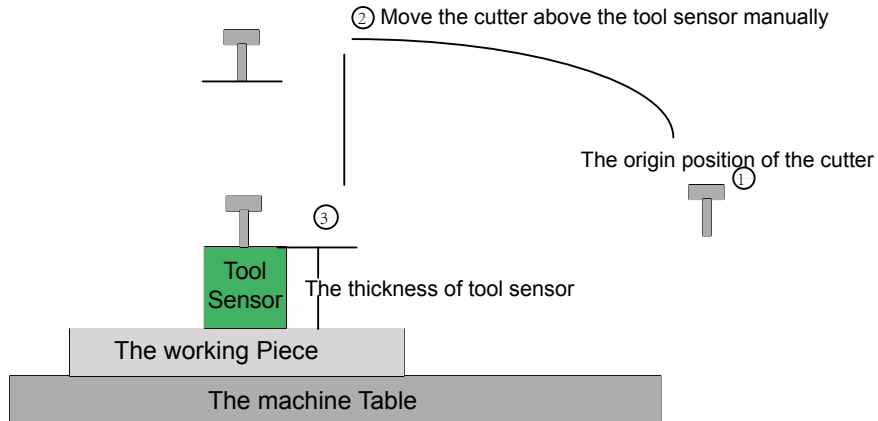 ② Move the cutter above the tool sensor manually
The origin position of the cutter
①
③
Tool
Sensor
The thickness of tool sensor
The working Piece
The machine Table